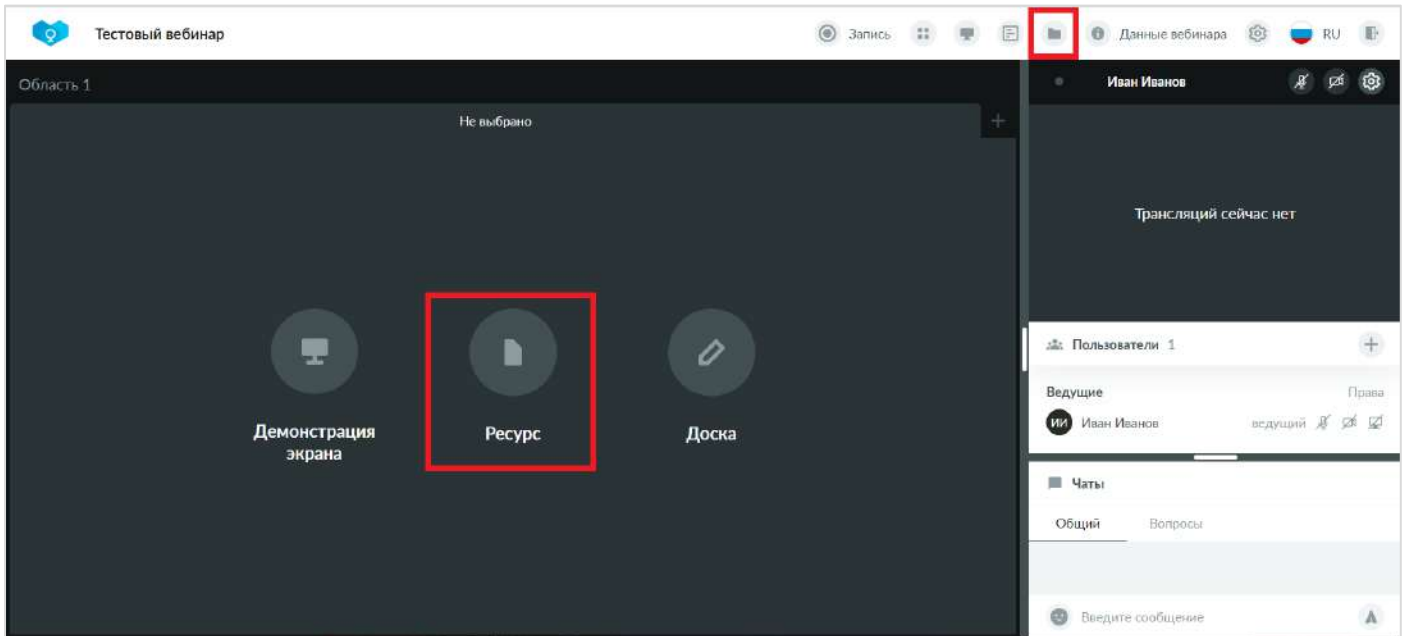 Тестовый вебинар
Запись
Данные вебинара
RU
Область 1
Не выбрано
Демонстрация
экрана
Ресурс
Доска
Иван Иванов
Трансляций сейчас нет
Пользователи 1
Ведущие Права
ИИ Иван Иванов ведущий
Чаты
Общий Вопросы
Введите сообщение